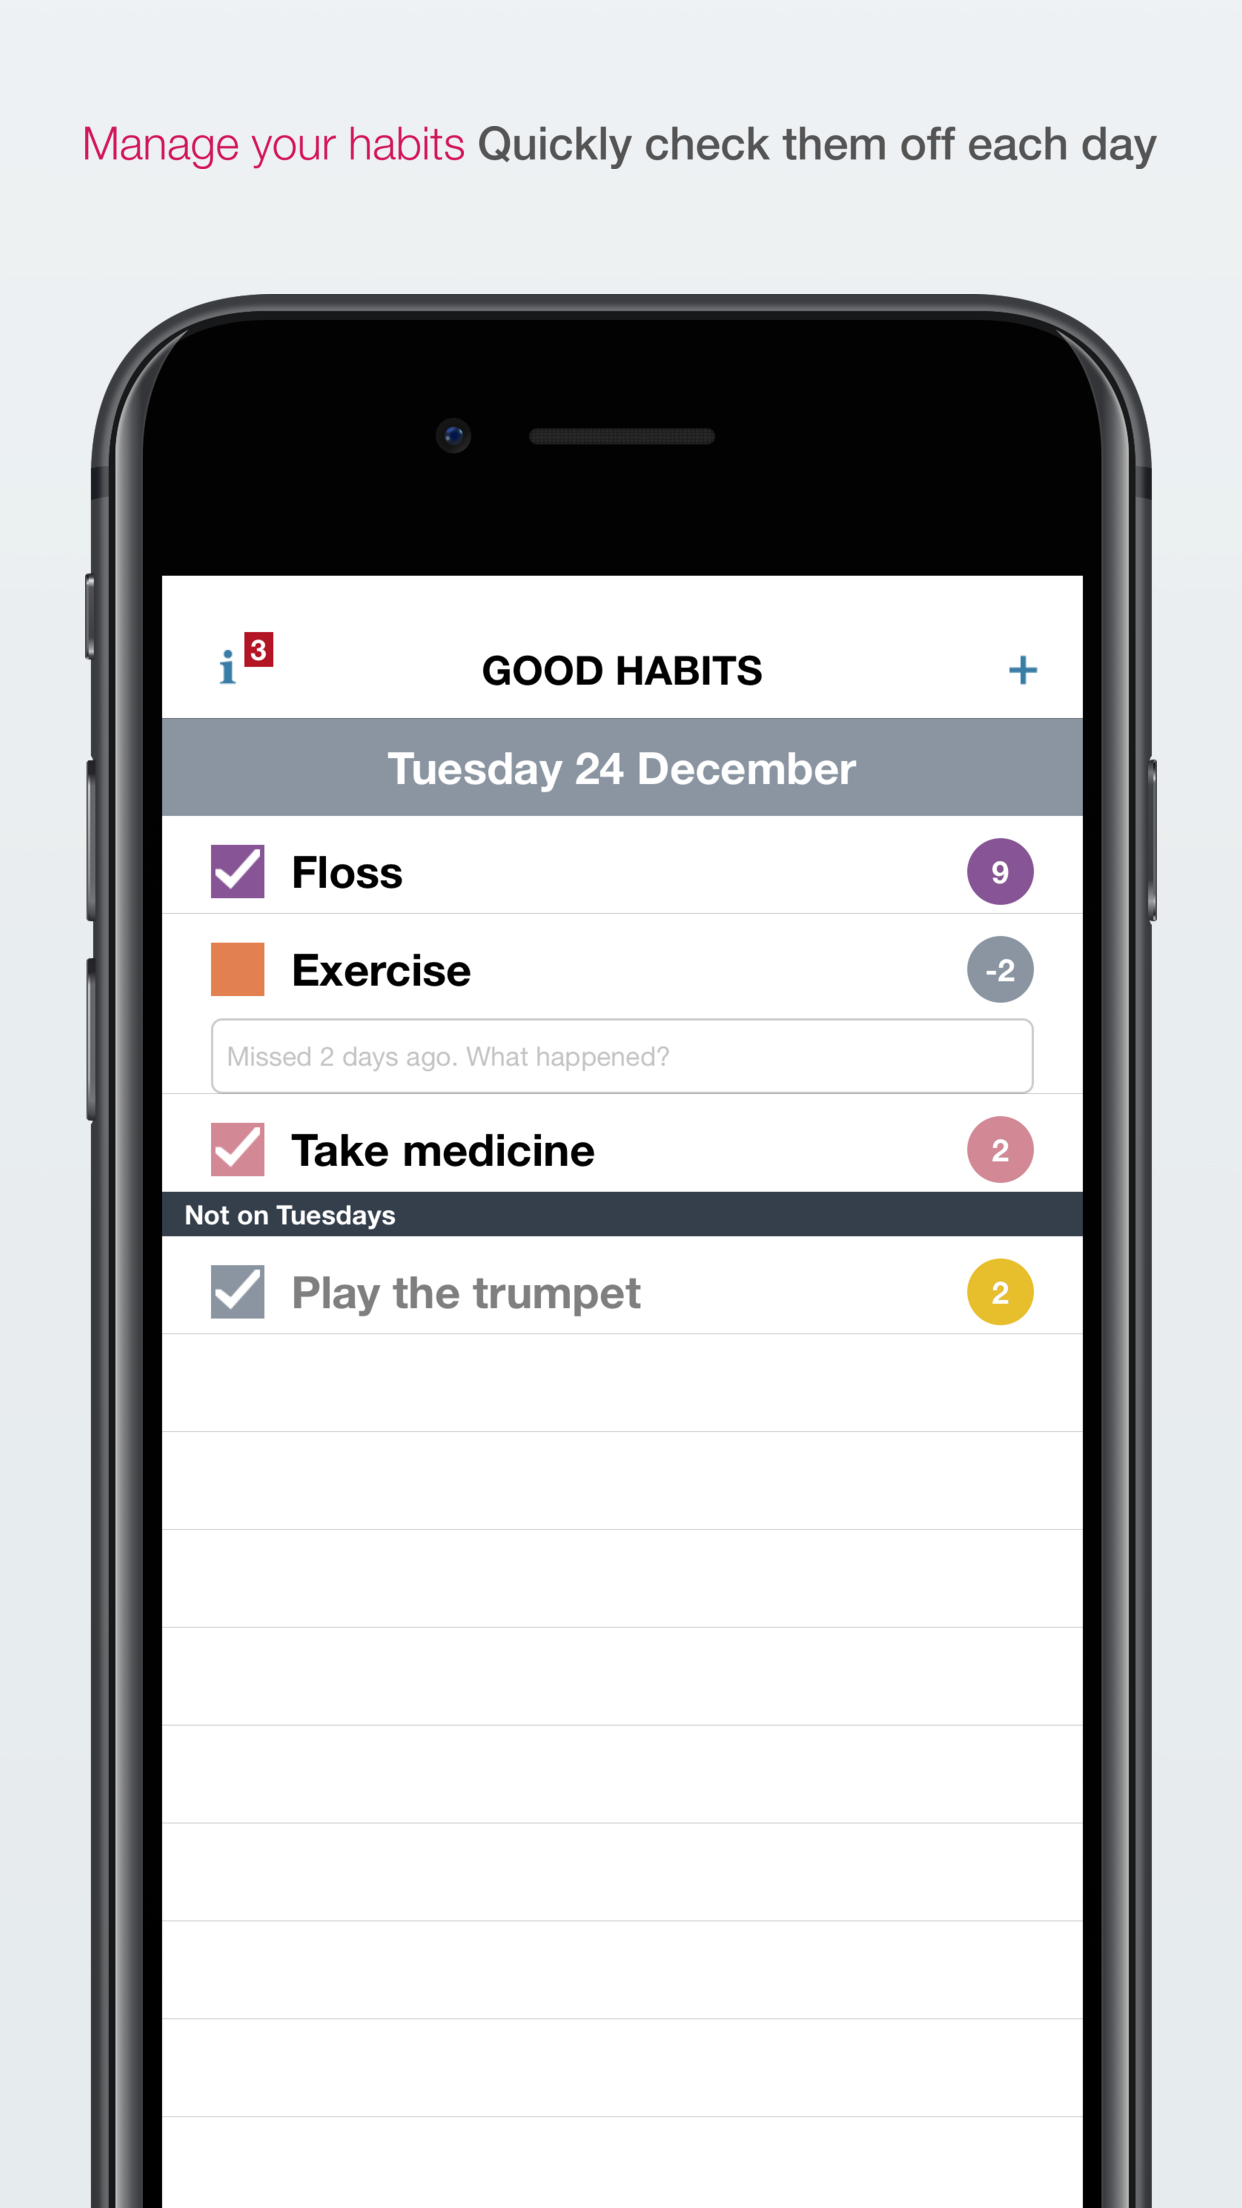 Manage your habits Quickly check them off each day
i 3 GOOD HABITS +
Tuesday 24 December
Floss 9
Exercise -2
Missed 2 days ago. What happened?
Take medicine 2
Not on Tuesdays
Play the trumpet 2